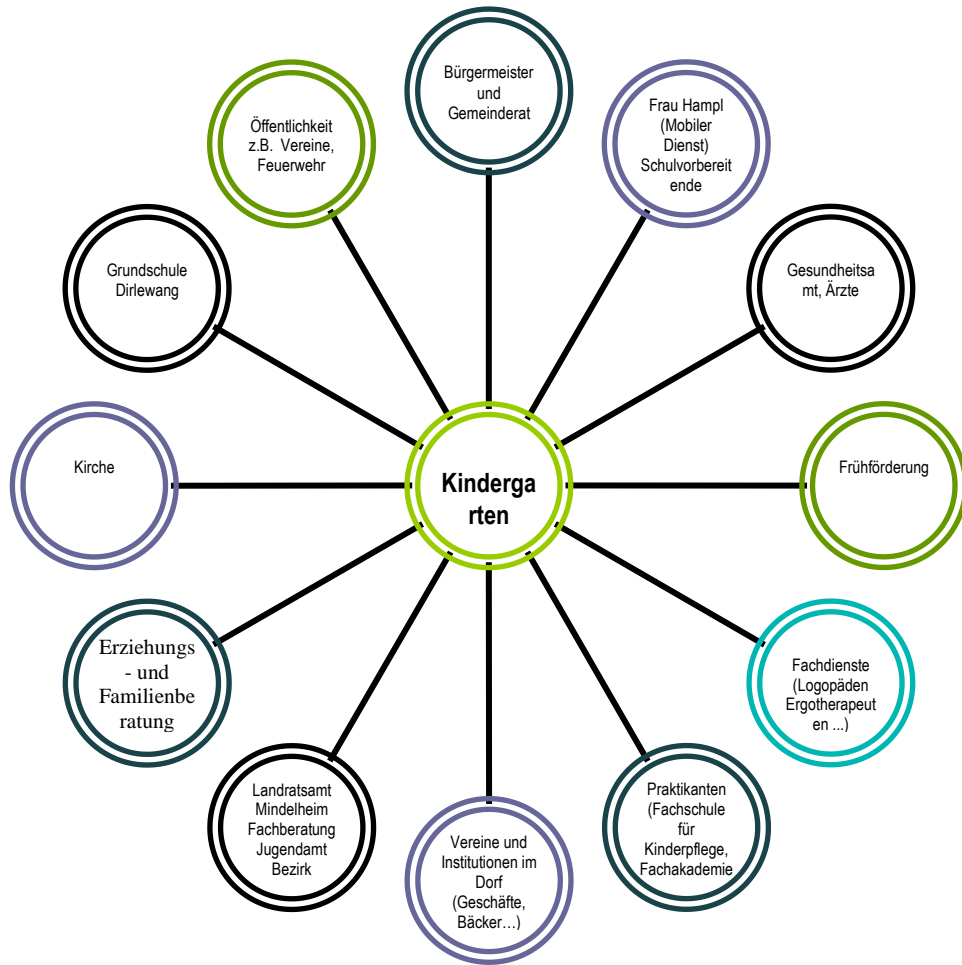 Bürgermeister
und
Gemeinderat
Frau Hampl
(Mobiler
Dienst)
Schulvorbereit
ende
Gesundheitsa
mt, Ärzte
Frühförderung
Fachdienste
(Logopäden
Ergotherapeut
en ...)
Praktikanten
(Fachschule
für
Kinderpflege,
Fachakademie
Vereine und
Institutionen im
Dorf
(Geschäfte,
Bäcker…)
Landratsamt
Mindelheim
Fachberatung
Jugendamt
Bezirk
Erziehungs
- und
Familienbe
ratung
Kirche
Grundschule
Dirlewang
Öffentlichkeit
z.B. Vereine,
Feuerwehr
Kinderga
rten